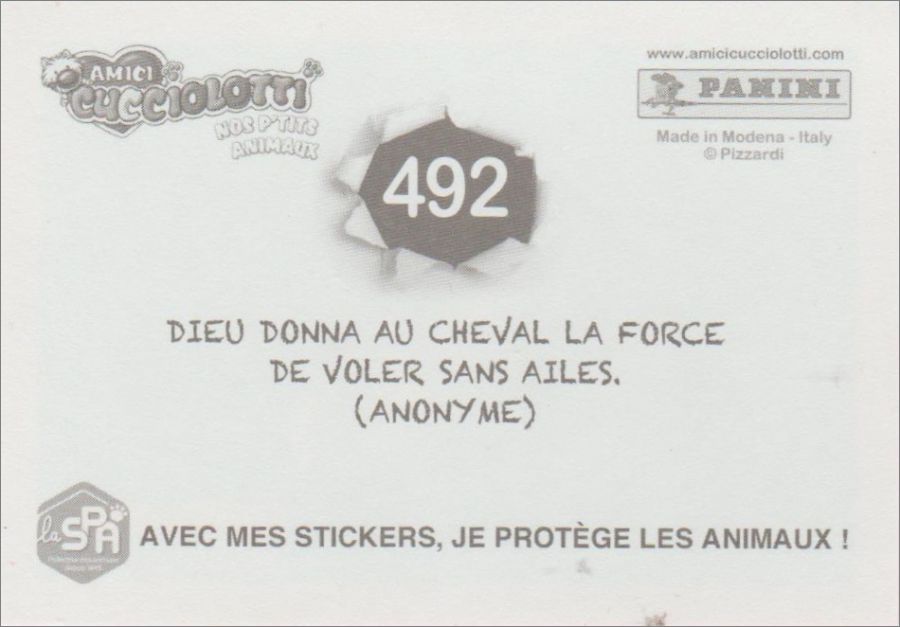 AMICI
CUCCIOLOTTI
NOS P'TITS
ANIMAUX
www.amicicucciolotti.com
PANINI
Made in Modena - Italy
© Pizzardi
492
DIEU DONNA AU CHEVAL LA FORCE
DE VOLER SANS AILES.
(ANONYME)
la SPA
AVEC MES STICKERS, JE PROTÈGE LES ANIMAUX !